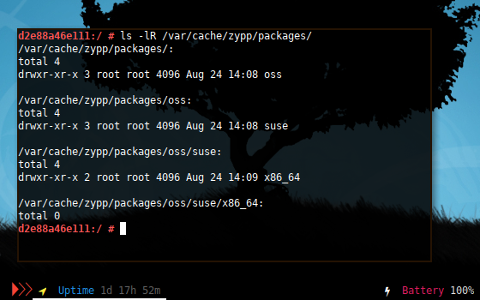 d2e88a46e111:/ # ls -lR /var/cache/zypp/packages/
/var/cache/zypp/packages/:
total 4
drwxr-xr-x 3 root root 4096 Aug 24 14:08 oss

/var/cache/zypp/packages/oss:
total 4
drwxr-xr-x 3 root root 4096 Aug 24 14:08 suse

/var/cache/zypp/packages/oss/suse:
total 4
drwxr-xr-x 2 root root 4096 Aug 24 14:09 x86_64

/var/cache/zypp/packages/oss/suse/x86_64:
total 0
d2e88a46e111:/ #
Uptime 1d 17h 52m Battery 100%